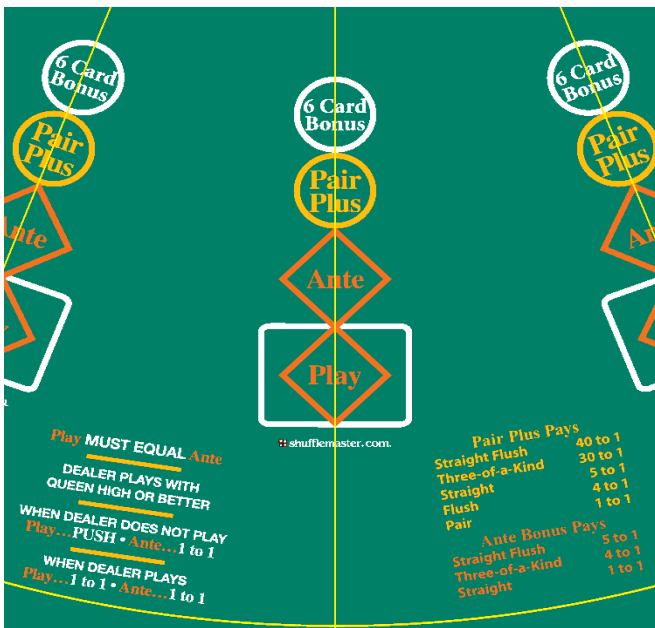 6 Card
Bonus
Pair
Plus
Ante
6 Card
Bonus
Pair
Plus
Ante
Play
shufflemaster.com.
6 Card
Bonus
Pair
Plus
Play MUST EQUAL Ante
DEALER PLAYS WITH
QUEEN HIGH OR BETTER
WHEN DEALER DOES NOT PLAY
Play...PUSH • Ante...1 to 1
WHEN DEALER PLAYS
Play...1 to 1 • Ante...1 to 1
Pair Plus Pays
Straight Flush 40 to 1
Three-of-a-Kind 30 to 1
Straight 5 to 1
Flush 4 to 1
Pair 1 to 1
Ante Bonus Pays
Straight Flush 5 to 1
Three-of-a-Kind 4 to 1
Straight 1 to 1